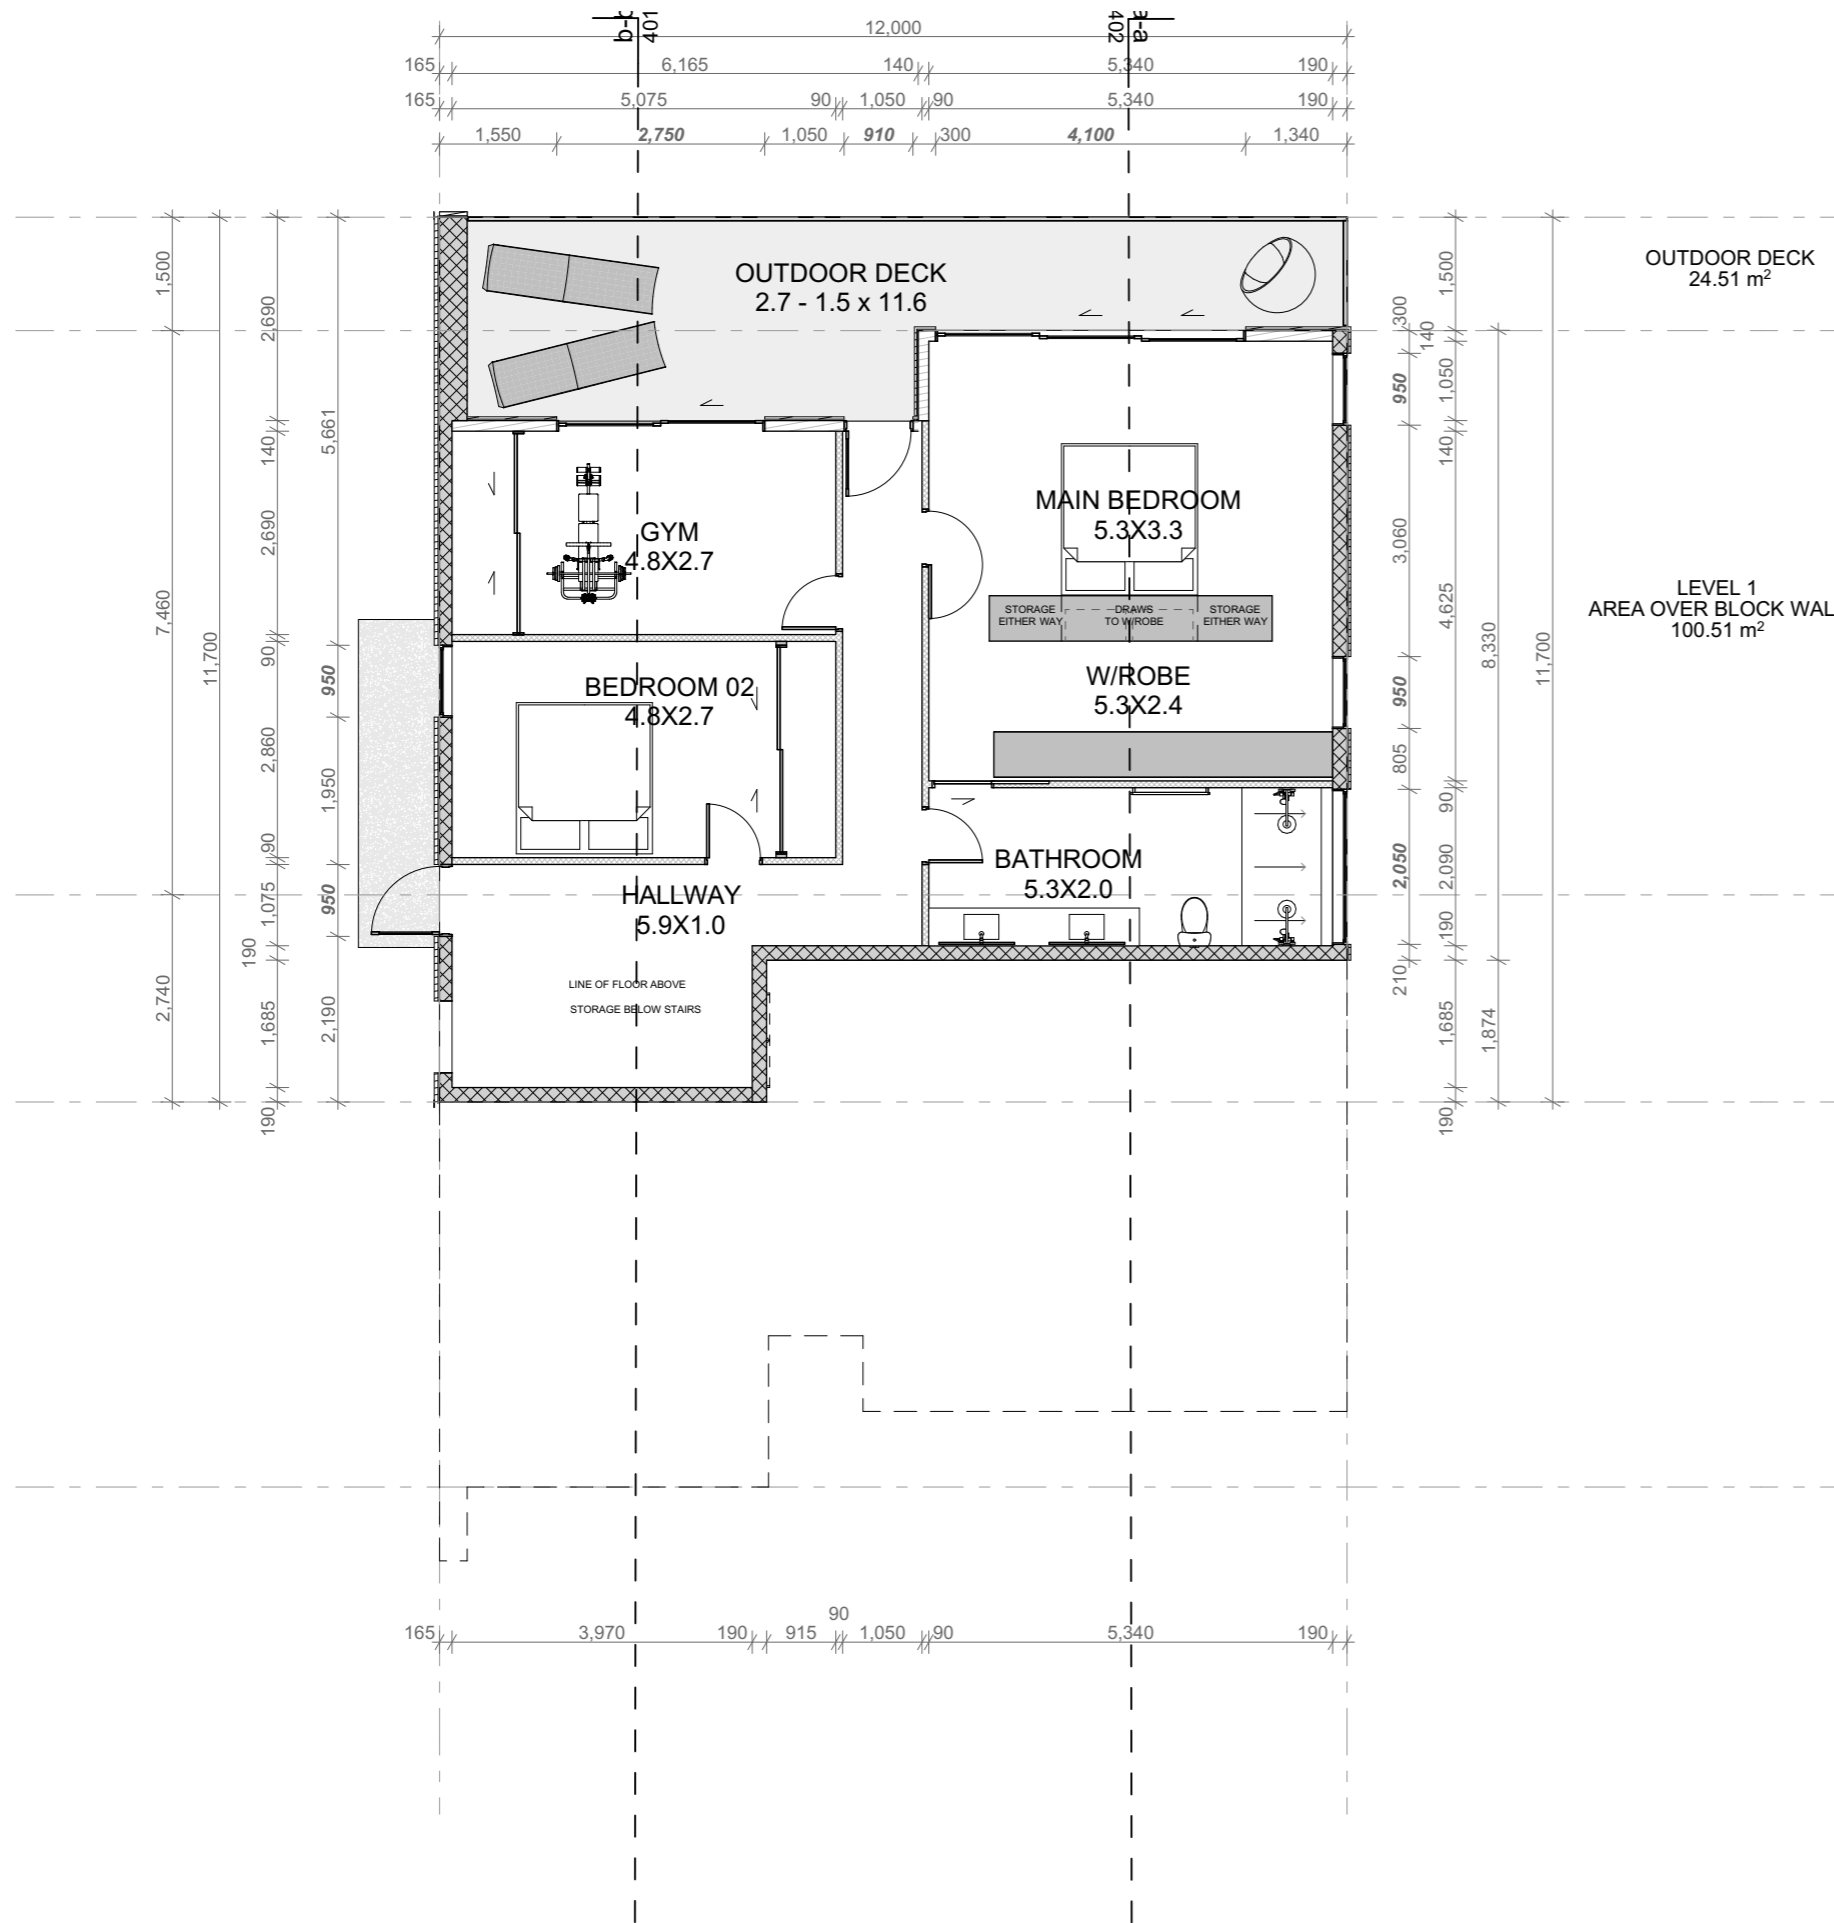 b-b
401
402
a-a
12,000
165
6,165
140
5,340
190
165
5,075
90
1,050
90
5,340
190
1,550
2,750
1,050
910
300
4,100
1,340
OUTDOOR DECK
2.7 - 1.5 x 11.6
OUTDOOR DECK
24.51 m²
GYM
4.8X2.7
MAIN BEDROOM
5.3X3.3
STORAGE
EITHER WAY
DRAWS
TO W/ROBE
STORAGE
EITHER WAY
LEVEL 1
AREA OVER BLOCK WAL
100.51 m²
BEDROOM 02
4.8X2.7
W/ROBE
5.3X2.4
BATHROOM
5.3X2.0
HALLWAY
5.9X1.0
LINE OF FLOOR ABOVE
STORAGE BELOW STAIRS
1,500
7,460
2,740
11,700
2,690
140
2,690
90
2,860
90
1,075
190
1,685
190
5,661
950
1,950
950
2,190
300
950
3,060
950
805
2,050
210
1,500
140
1,050
140
4,625
90
2,090
190
1,685
190
8,330
1,874
11,700
165
3,970
190
915
90
1,050
90
5,340
190